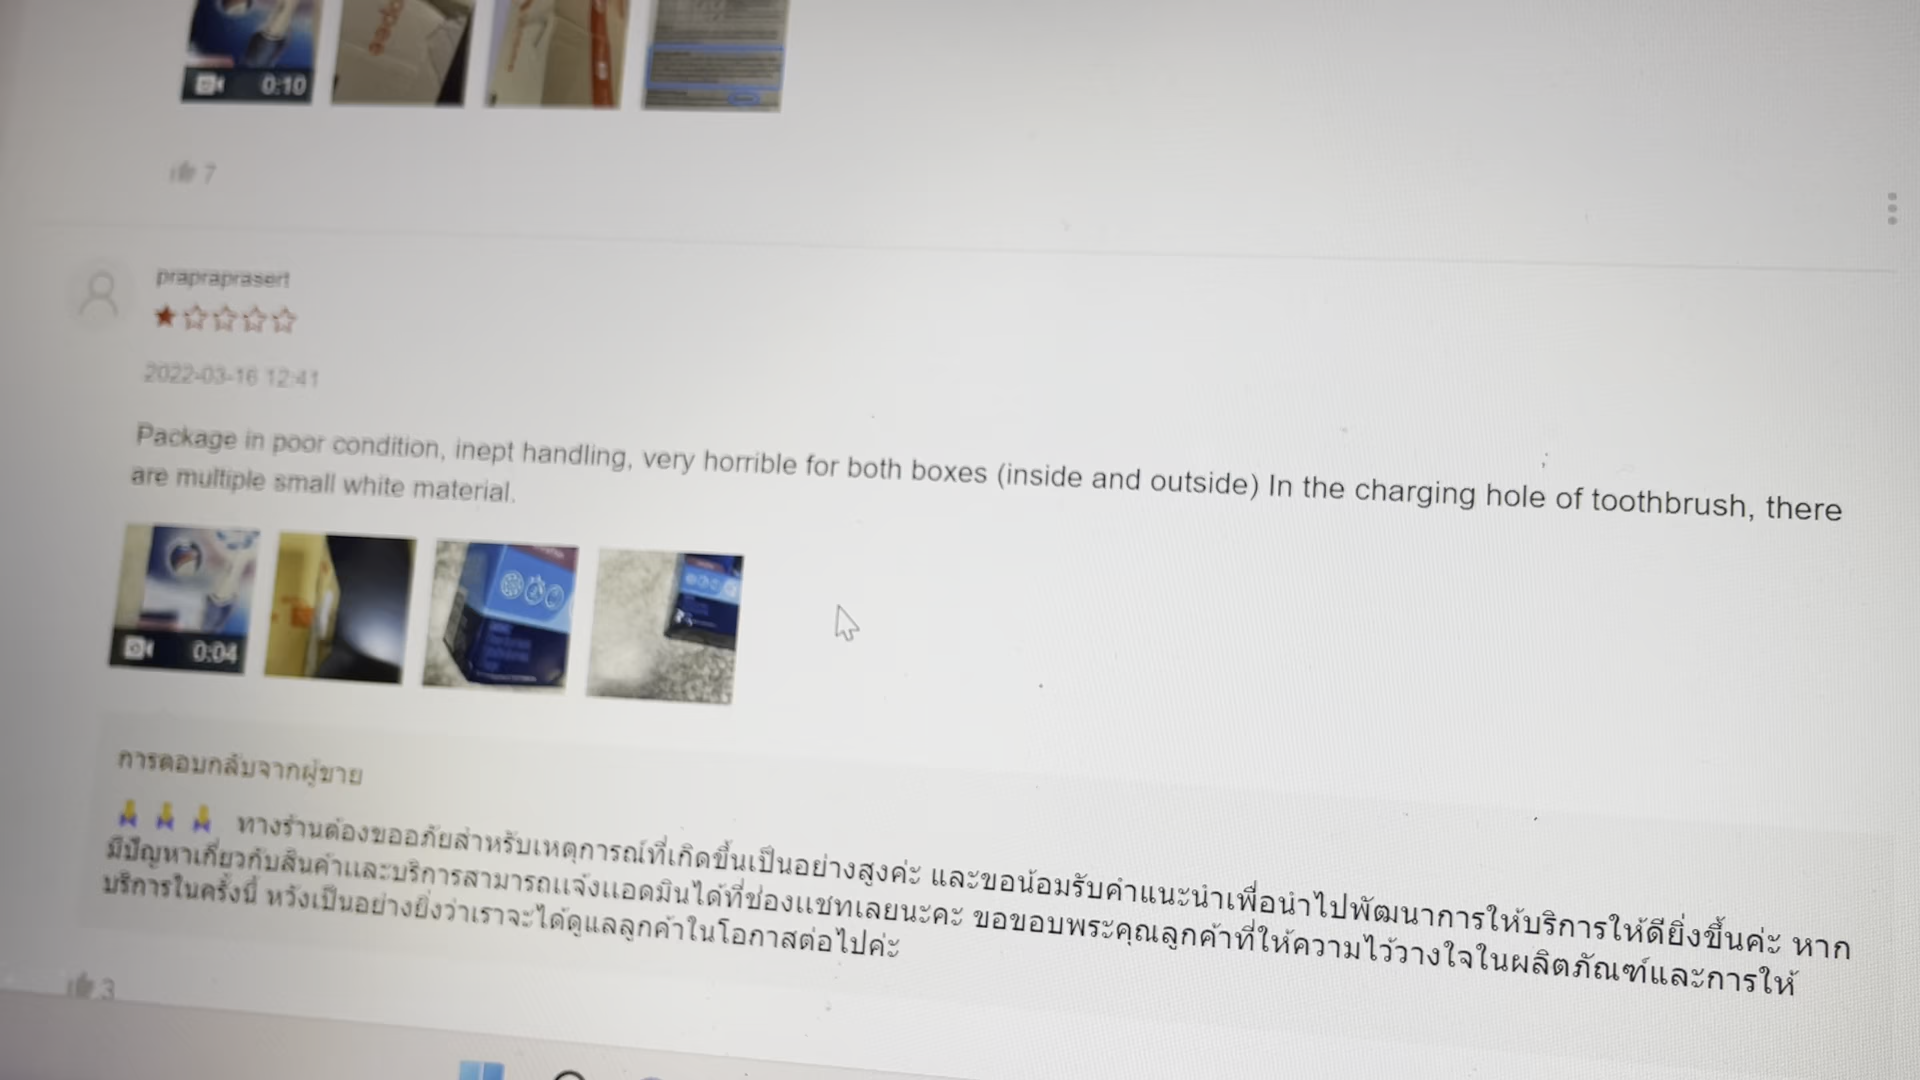 opee
0:10
7
praprapraser​t
2022-03-16 12:41
Package in poor condition, inept handling, very horrible for both boxes (inside and outside) In the charging hole of toothbrush, there
are multiple small white material.
0:04
การตอบกลับจากผู้ขาย
ทางร้านต้องขออภัยสำหรับเหตุการณ์ที่เกิดขึ้นเป็นอย่างสูงค่ะ และขอน้อมรับคำแนะนำเพื่อนำไปพัฒนาการให้บริการให้ดียิ่งขึ้นค่ะ หาก
มีปัญหาเกี่ยวกับสินค้าและบริการสามารถแจ้งแอดมินได้ที่ช่องแชทเลยนะคะ ขอขอบพระคุณลูกค้าที่ให้ความไว้วางใจในผลิตภัณฑ์และการให้
บริการในครั้งนี้ หวังเป็นอย่างยิ่งว่าเราจะได้ดูแลลูกค้าในโอกาสต่อไปค่ะ
3